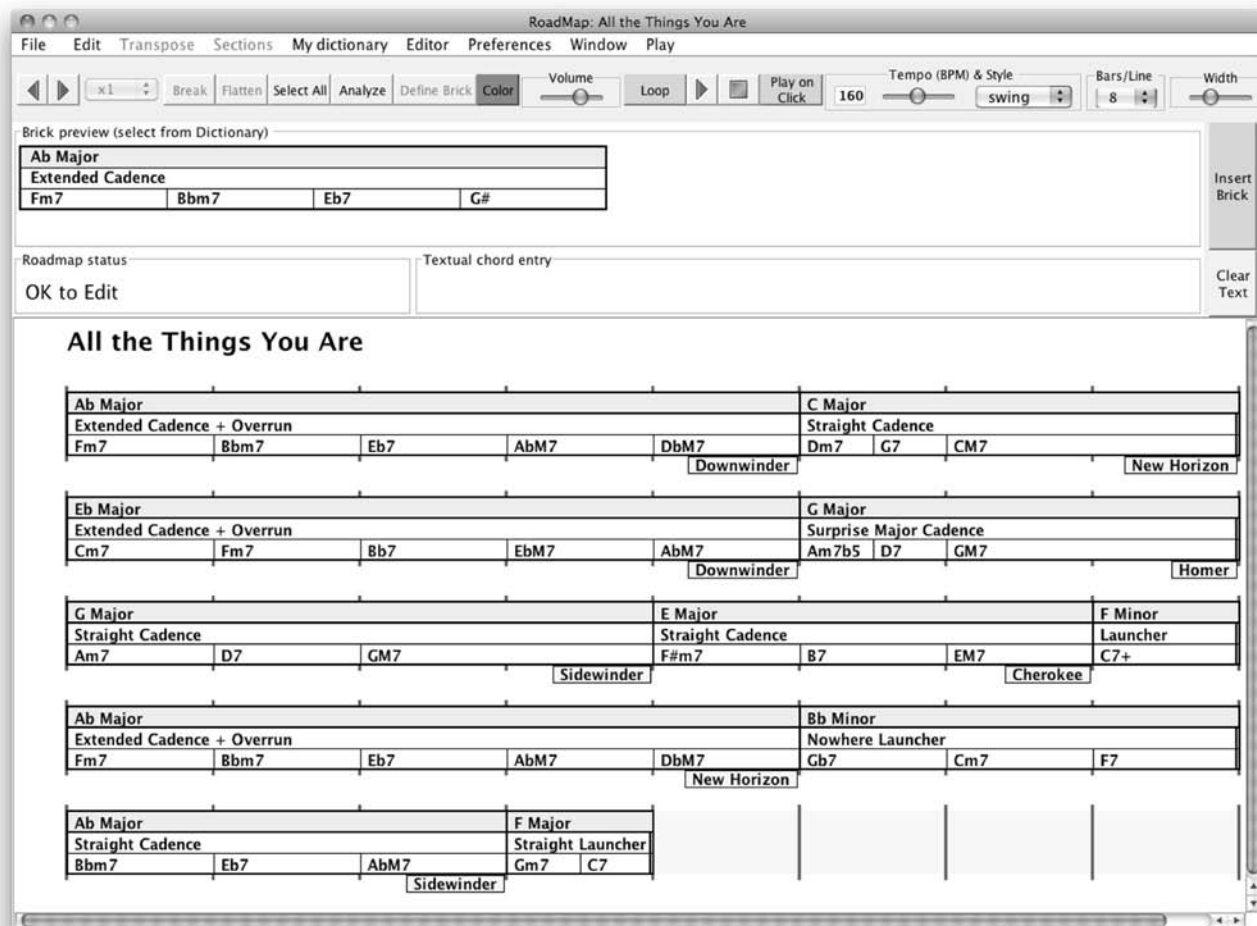 RoadMap: All the Things You Are
File Edit Transpose Sections My dictionary Editor Preferences Window Play
x1 Break Flatten Select All Analyze Define Brick Color Volume Loop Play on Click 160 Tempo (BPM) & Style swing Bars/Line 8 Width
Brick preview (select from Dictionary)
Ab Major
Extended Cadence
Fm7 Bbm7 Eb7 G#
Insert
Brick
Roadmap status Textual chord entry
OK to Edit
Clear
Text
All the Things You Are
Ab Major C Major
Extended Cadence + Overrun Straight Cadence
Fm7 Bbm7 Eb7 AbM7 DbM7 Dm7 G7 CM7
Downwinder New Horizon
Eb Major G Major
Extended Cadence + Overrun Surprise Major Cadence
Cm7 Fm7 Bb7 EbM7 AbM7 Am7b5 D7 GM7
Downwinder Homer
G Major E Major F Minor
Straight Cadence Straight Cadence Launcher
Am7 D7 GM7 F#m7 B7 EM7 C7+
Sidewinder Cherokee
Ab Major Bb Minor
Extended Cadence + Overrun Nowhere Launcher
Fm7 Bbm7 Eb7 AbM7 DbM7 Gb7 Cm7 F7
New Horizon
Ab Major F Major
Straight Cadence Straight Launcher
Bbm7 Eb7 AbM7 Gm7 C7
Sidewinder